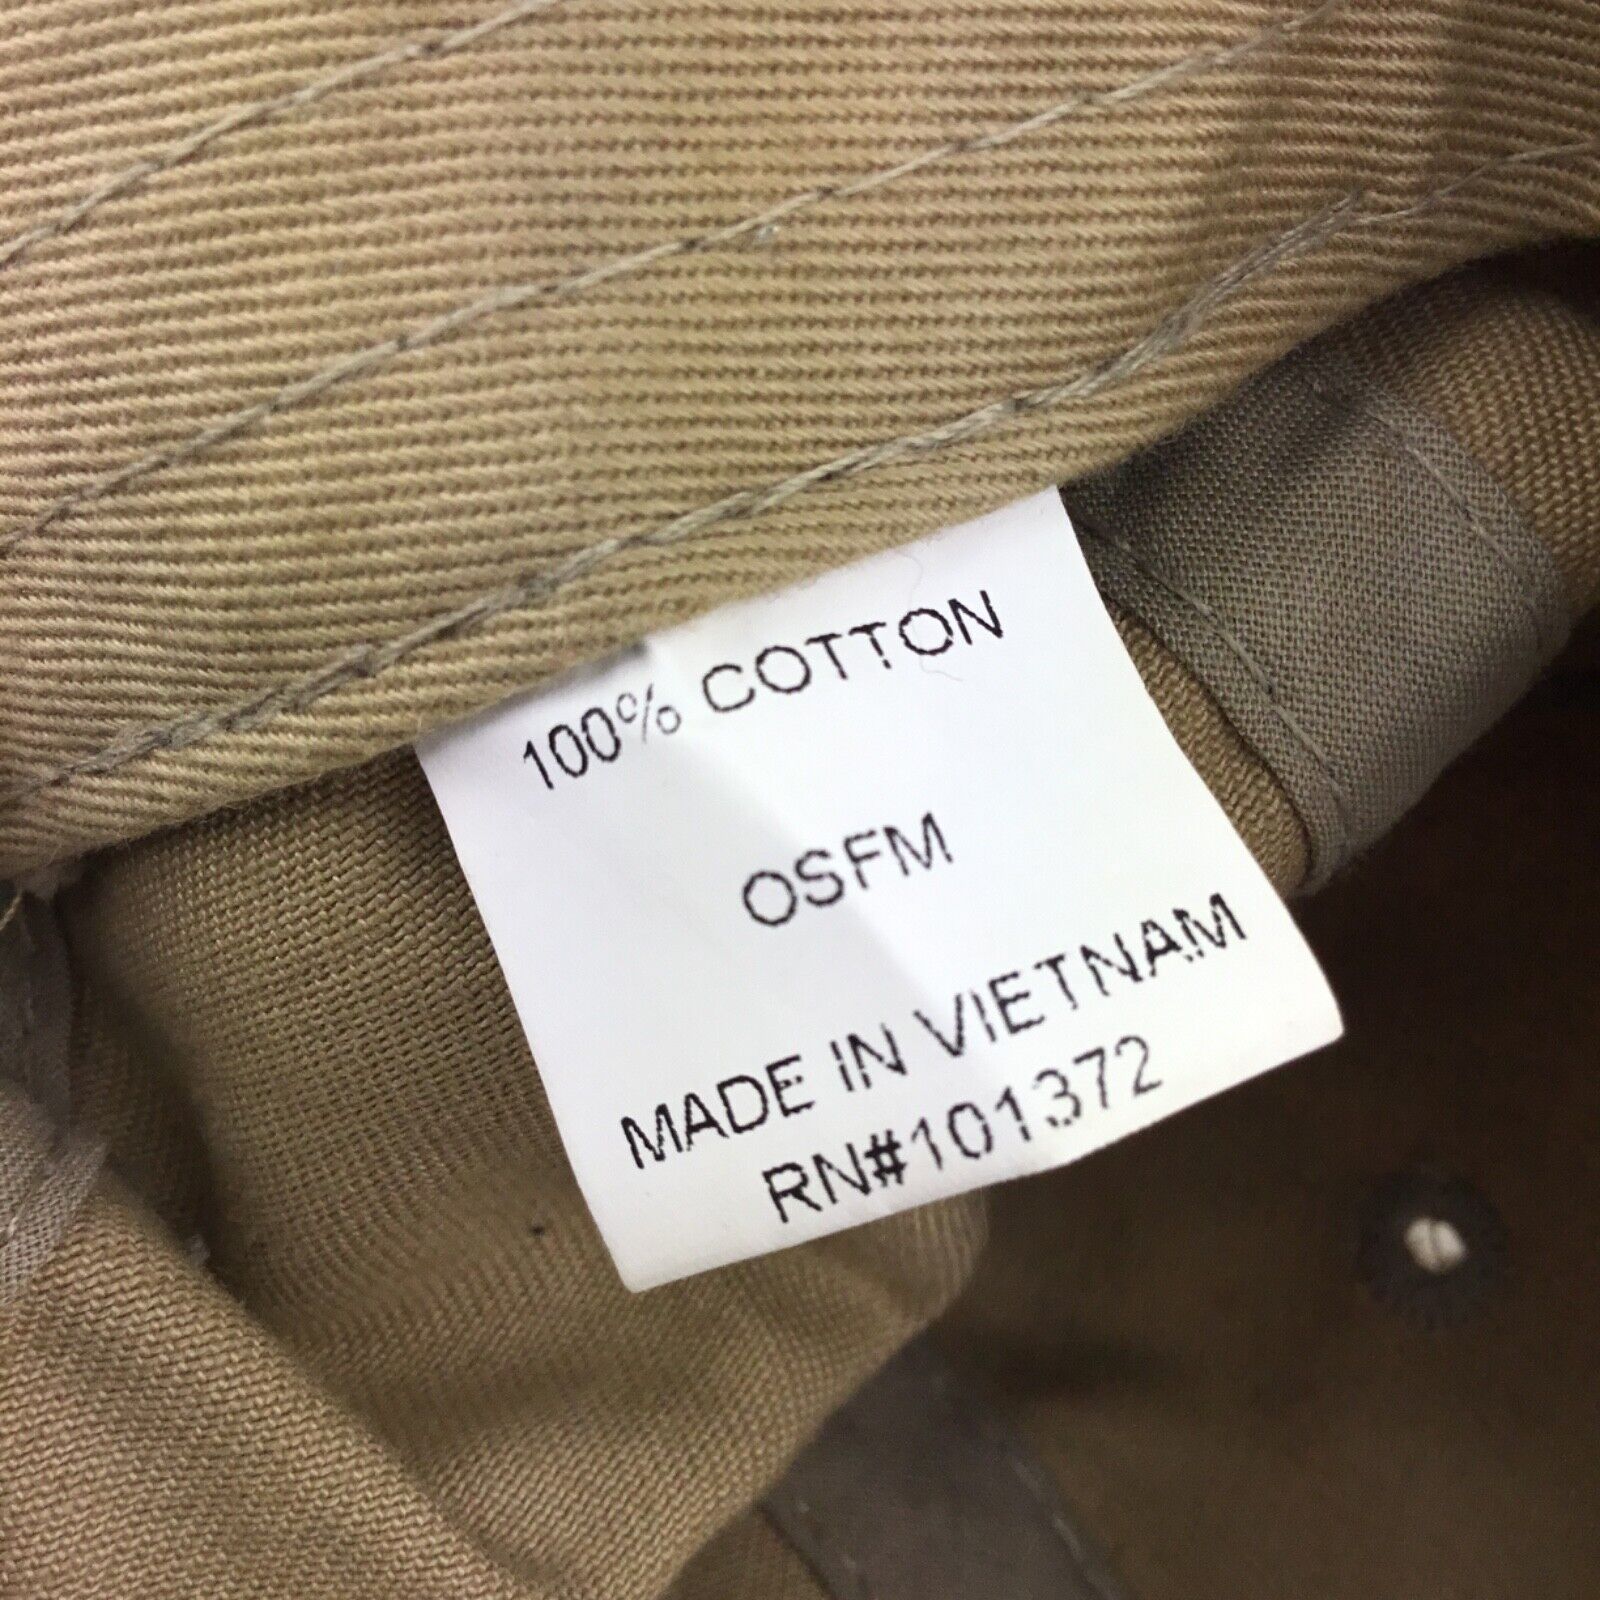 100% COTTON
OSFM
MADE IN VIETNAM
RN#101372